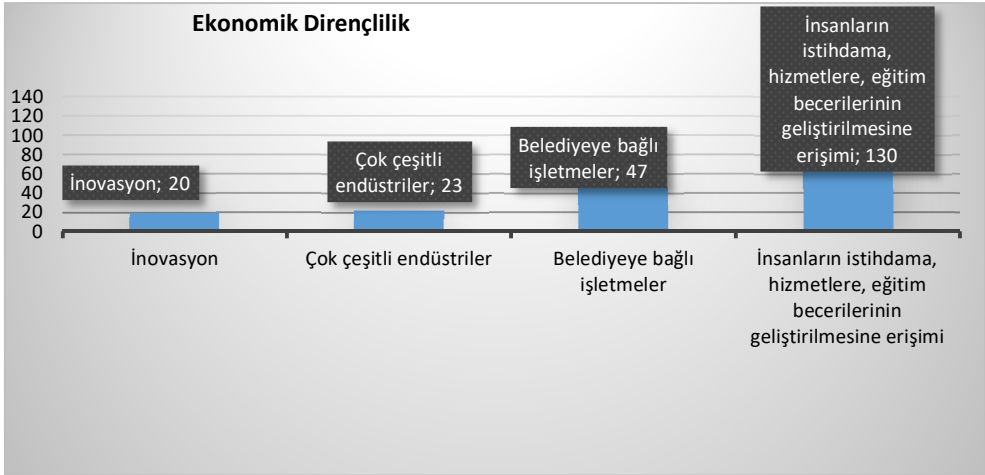 Ekonomik Dirençlilik
İnsanların
istihdama,
hizmetlere, eğitim
becerilerinin
geliştirilmesine
erişimi; 130
140
120
100
80
60
40
20
0
Belediyeye bağlı
işletmeler; 47
Çok çeşitli
endüstriler; 23
İnovasyon; 20
İnovasyon
Çok çeşitli endüstriler
Belediyeye bağlı
işletmeler
İnsanların istihdama,
hizmetlere, eğitim
becerilerinin
geliştirilmesine erişimi